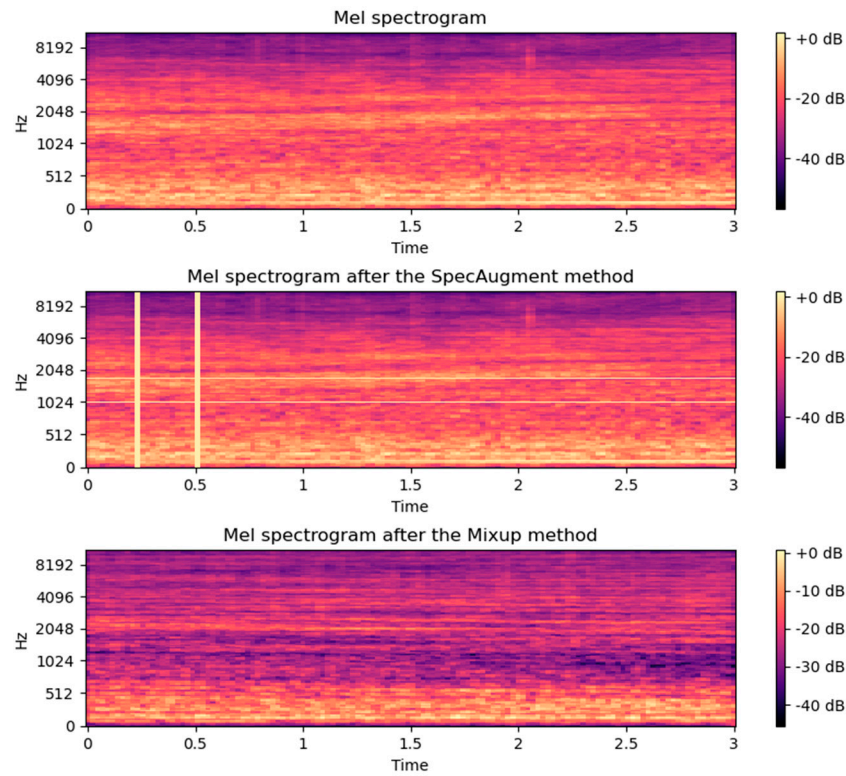 Mel spectrogram
8192
4096
2048
1024
512
0
Hz
0 0.5 1 1.5 2 2.5 3
Time
+0 dB
-20 dB
-40 dB
Mel spectrogram after the SpecAugment method
8192
4096
2048
1024
512
0
Hz
0 0.5 1 1.5 2 2.5 3
Time
+0 dB
-20 dB
-40 dB
Mel spectrogram after the Mixup method
8192
4096
2048
1024
512
0
Hz
0 0.5 1 1.5 2 2.5 3
Time
+0 dB
-10 dB
-20 dB
-30 dB
-40 dB